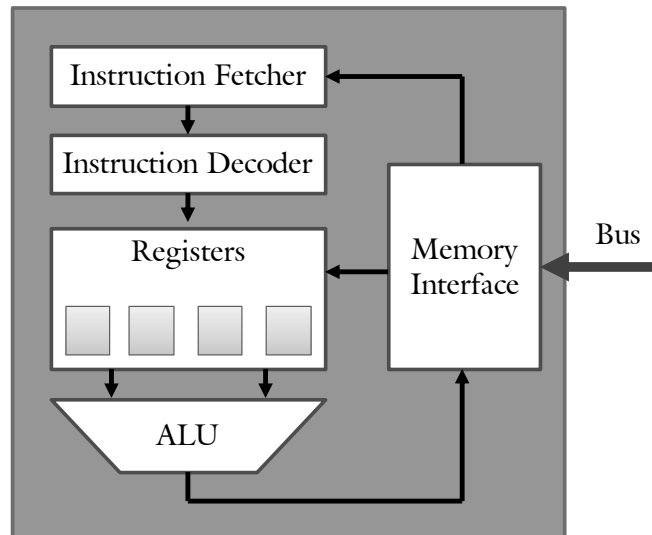 Instruction Fetcher
Instruction Decoder
Registers
Memory
Interface
Bus
ALU